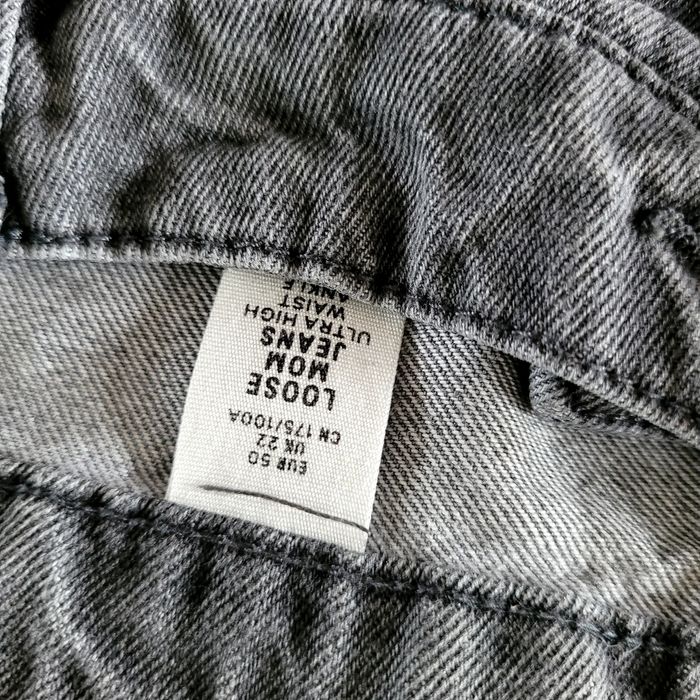 EUR 50
UK 22
CN 175/100A
LOOSE
MOM
JEANS
ULTRA HIGH
WAIST
ANKLE